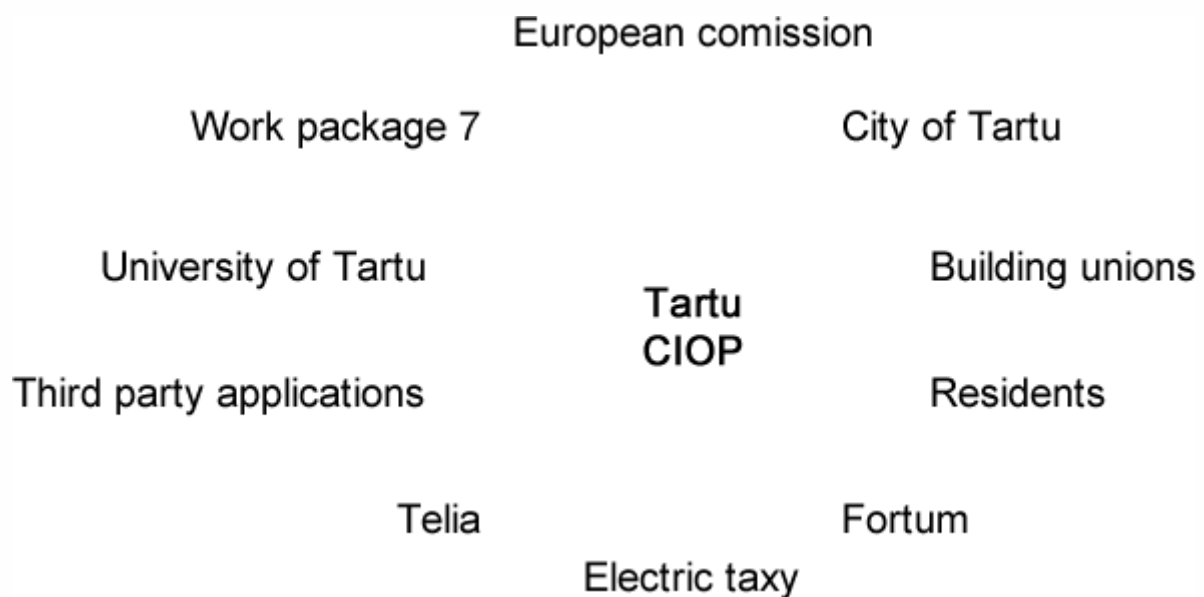 European comission
Work package 7
City of Tartu
University of Tartu
Building unions
Tartu
CIOP
Third party applications
Residents
Telia
Fortum
Electric taxy